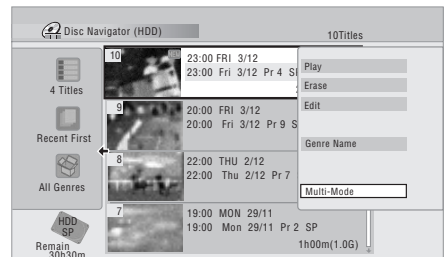 Disc Navigator (HDD)
10Titles
4 Titles
Recent First
All Genres
HDD
SP
Remain
30h30m
10
23:00 FRI 3/12
23:00 Fri 3/12 Pr 4
9
20:00 FRI 3/12
20:00 Fri 3/12 Pr 9 S
8
22:00 THU 2/12
22:00 Thu 2/12 Pr 7
7
19:00 MON 29/11
19:00 Mon 29/11 Pr 2 SP
1h00m(1.0G)
Play
Erase
Edit
Genre Name
Multi-Mode